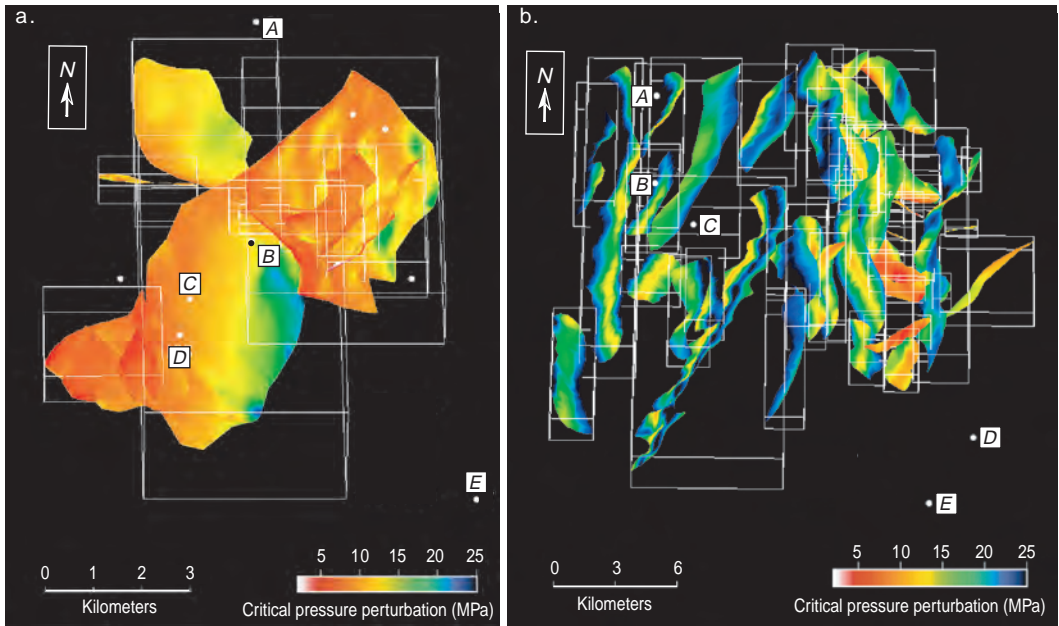 a.
A
N
B
C
D
E
0 1 2 3
Kilometers
5 10 15 20 25
Critical pressure perturbation (MPa)
b.
N
A
B
C
D
E
0 3 6
Kilometers
5 10 15 20 25
Critical pressure perturbation (MPa)